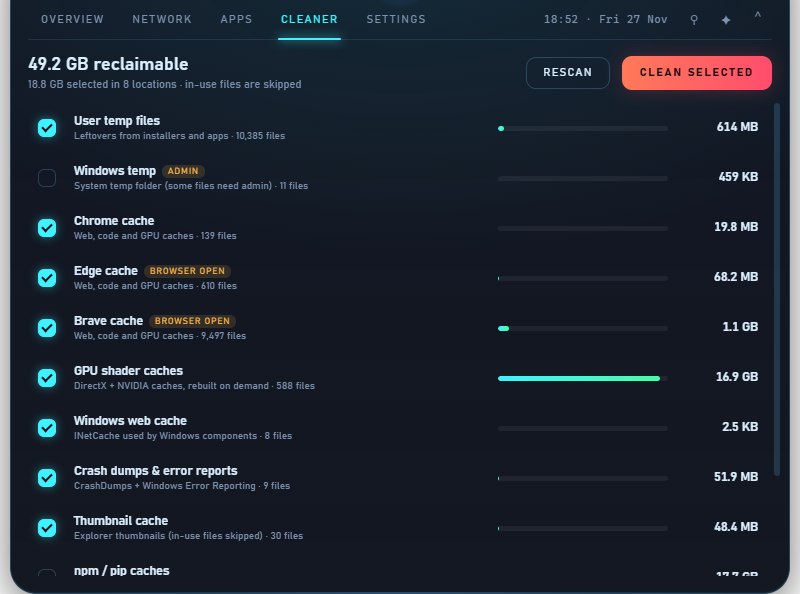 OVERVIEW NETWORK APPS CLEANER SETTINGS 18:52 · Fri 27 Nov
49.2 GB reclaimable
18.8 GB selected in 8 locations · in-use files are skipped
RESCAN CLEAN SELECTED
User temp files
Leftovers from installers and apps · 10,385 files
614 MB
Windows temp ADMIN
System temp folder (some files need admin) · 11 files
459 KB
Chrome cache
Web, code and GPU caches · 139 files
19.8 MB
Edge cache BROWSER OPEN
Web, code and GPU caches · 610 files
68.2 MB
Brave cache BROWSER OPEN
Web, code and GPU caches · 9,497 files
1.1 GB
GPU shader caches
DirectX + NVIDIA caches, rebuilt on demand · 588 files
16.9 GB
Windows web cache
INetCache used by Windows components · 8 files
2.5 KB
Crash dumps & error reports
CrashDumps + Windows Error Reporting · 9 files
51.9 MB
Thumbnail cache
Explorer thumbnails (in-use files skipped) · 30 files
48.4 MB
npm / pip caches